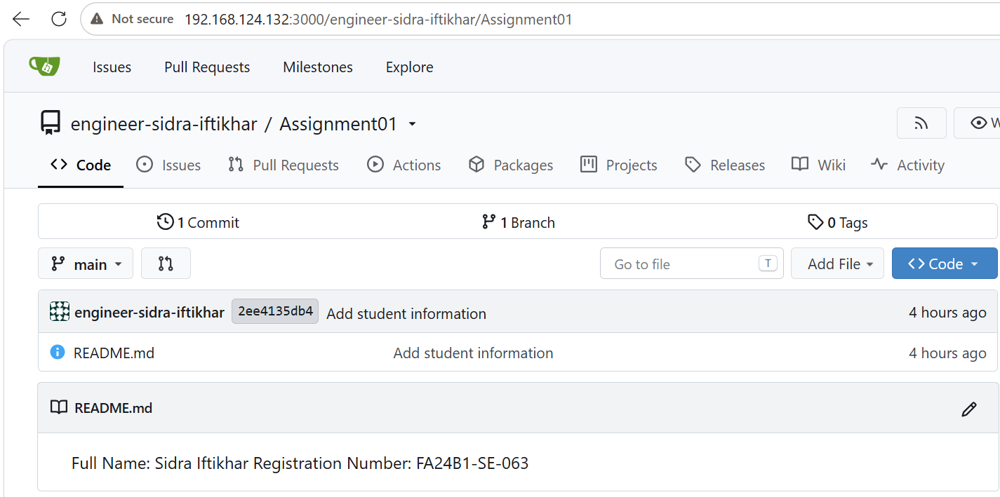 Not secure 192.168.124.132:3000/engineer-sidra-iftikhar/Assignment01
Issues Pull Requests Milestones Explore
engineer-sidra-iftikhar / Assignment01
W
Code Issues Pull Requests Actions Packages Projects Releases Wiki Activity
1 Commit 1 Branch 0 Tags
main Go to file T Add File Code
engineer-sidra-iftikhar 2ee4135db4 Add student information 4 hours ago
README.md Add student information 4 hours ago
README.md
Full Name: Sidra Iftikhar Registration Number: FA24B1-SE-063